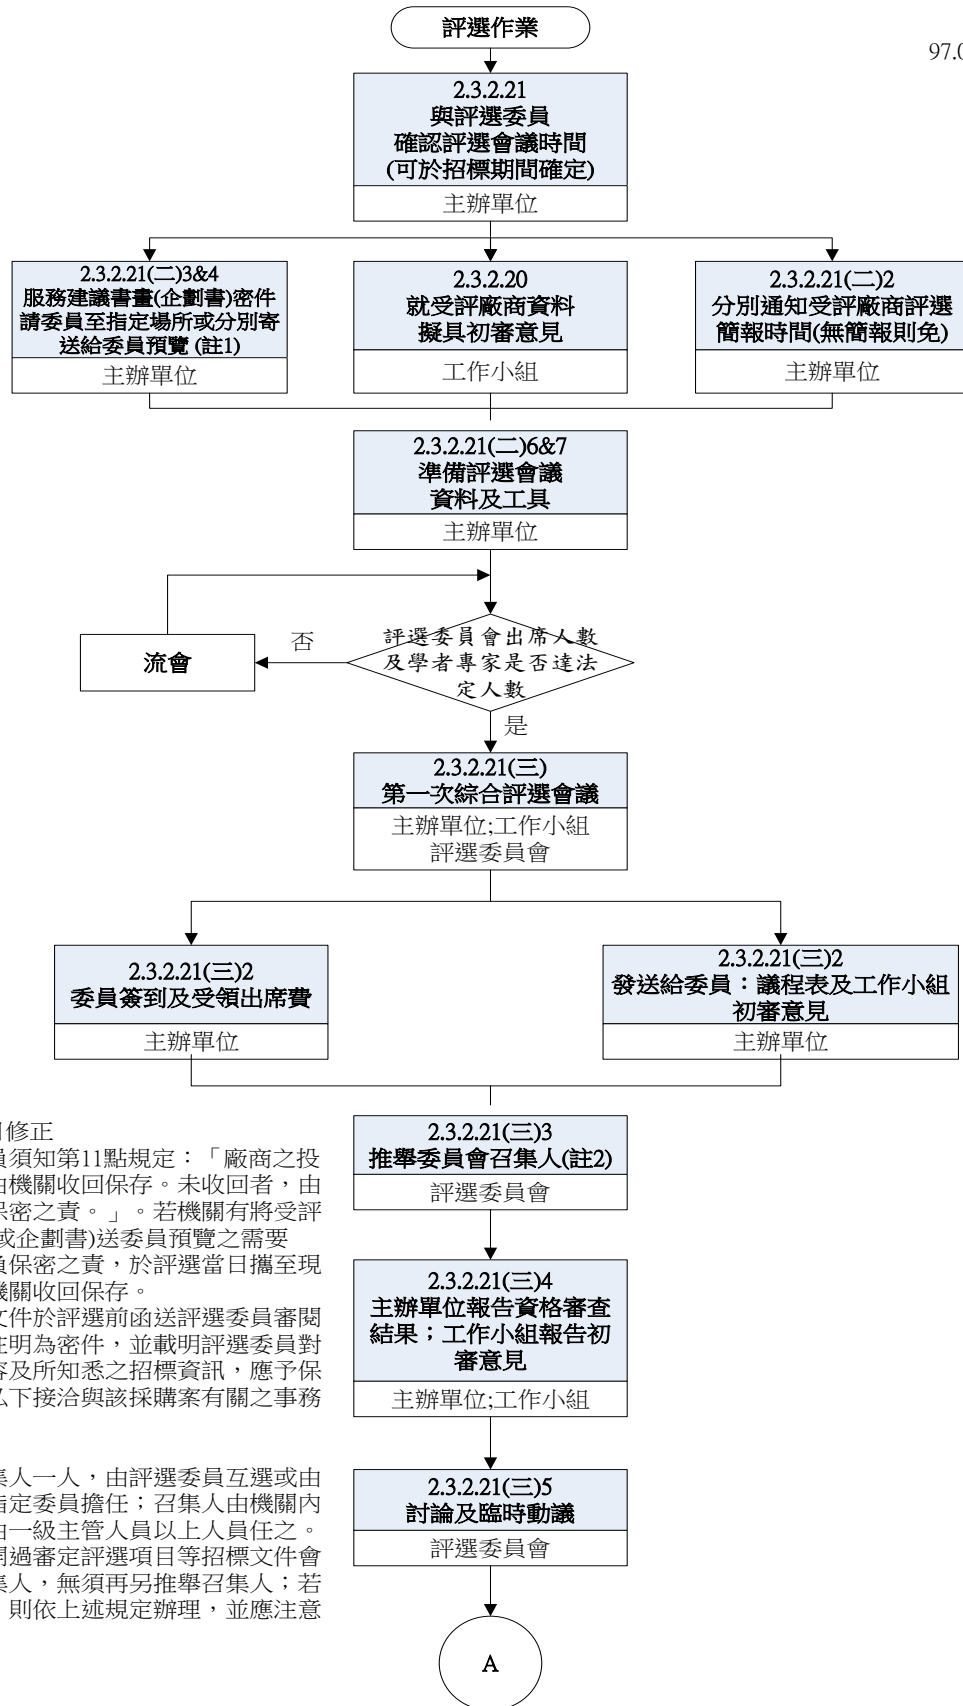 評選作業
97.0
2.3.2.21
與評選委員
確認評選會議時間
(可於招標期間確定)
主辦單位
2.3.2.21(二)3&4
服務建議書畫(企劃書)密件
請委員至指定場所或分別寄
送給委員預覽 (註1)
主辦單位
2.3.2.20
就受評廠商資料
擬具初審意見
工作小組
2.3.2.21(二)2
分別通知受評廠商評選
簡報時間(無簡報則免)
主辦單位
2.3.2.21(二)6&7
準備評選會議
資料及工具
主辦單位
評選委員會出席人數
及學者專家是否達法
定人數
否
流會
是
2.3.2.21(三)
第一次綜合評選會議
主辦單位;工作小組
評選委員會
2.3.2.21(三)2
委員簽到及受領出席費
主辦單位
2.3.2.21(三)2
發送給委員：議程表及工作小組
初審意見
主辦單位
修正
員須知第11點規定：「廠商之投
由機關收回保存。未收回者，由
保密之責。」。若機關有將受評
或企劃書)送委員預覽之需要
負保密之責，於評選當日攜至現
機關收回保存。
文件於評選前函送評選委員審閱
註明為密件，並載明評選委員對
容及所知悉之招標資訊，應予保
私下接洽與該採購案有關之事務
集人一人，由評選委員互選或由
指定委員擔任；召集人由機關內
由一級主管人員以上人員任之。
開過審定評選項目等招標文件會
集人，無須再另推舉召集人；若
則依上述規定辦理，並應注意
2.3.2.21(三)3
推舉委員會召集人(註2)
評選委員會
2.3.2.21(三)4
主辦單位報告資格審查
結果；工作小組報告初
審意見
主辦單位;工作小組
2.3.2.21(三)5
討論及臨時動議
評選委員會
A